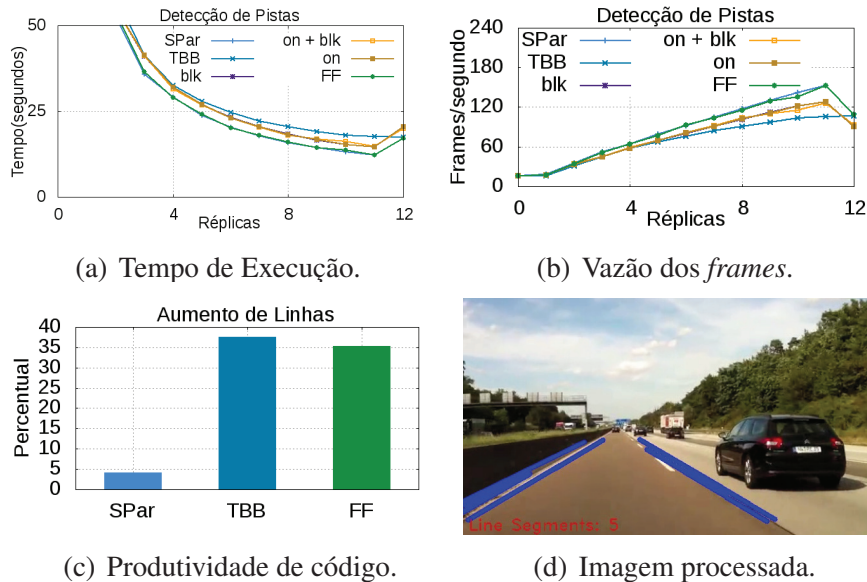 Detecção de Pistas
50
25
0
Tempo(segundos)
SPar
TBB
blk
on + blk
on
FF
0
4
8
12
Réplicas
(a) Tempo de Execução.
Detecção de Pistas
240
180
120
60
0
Frames/segundo
SPar
TBB
blk
on + blk
on
FF
0
4
8
12
Réplicas
(b) Vazão dos frames.
Aumento de Linhas
40
35
30
25
20
15
10
5
0
Percentual
SPar
TBB
FF
(c) Produtividade de código.
Line Segments: 5
(d) Imagem processada.